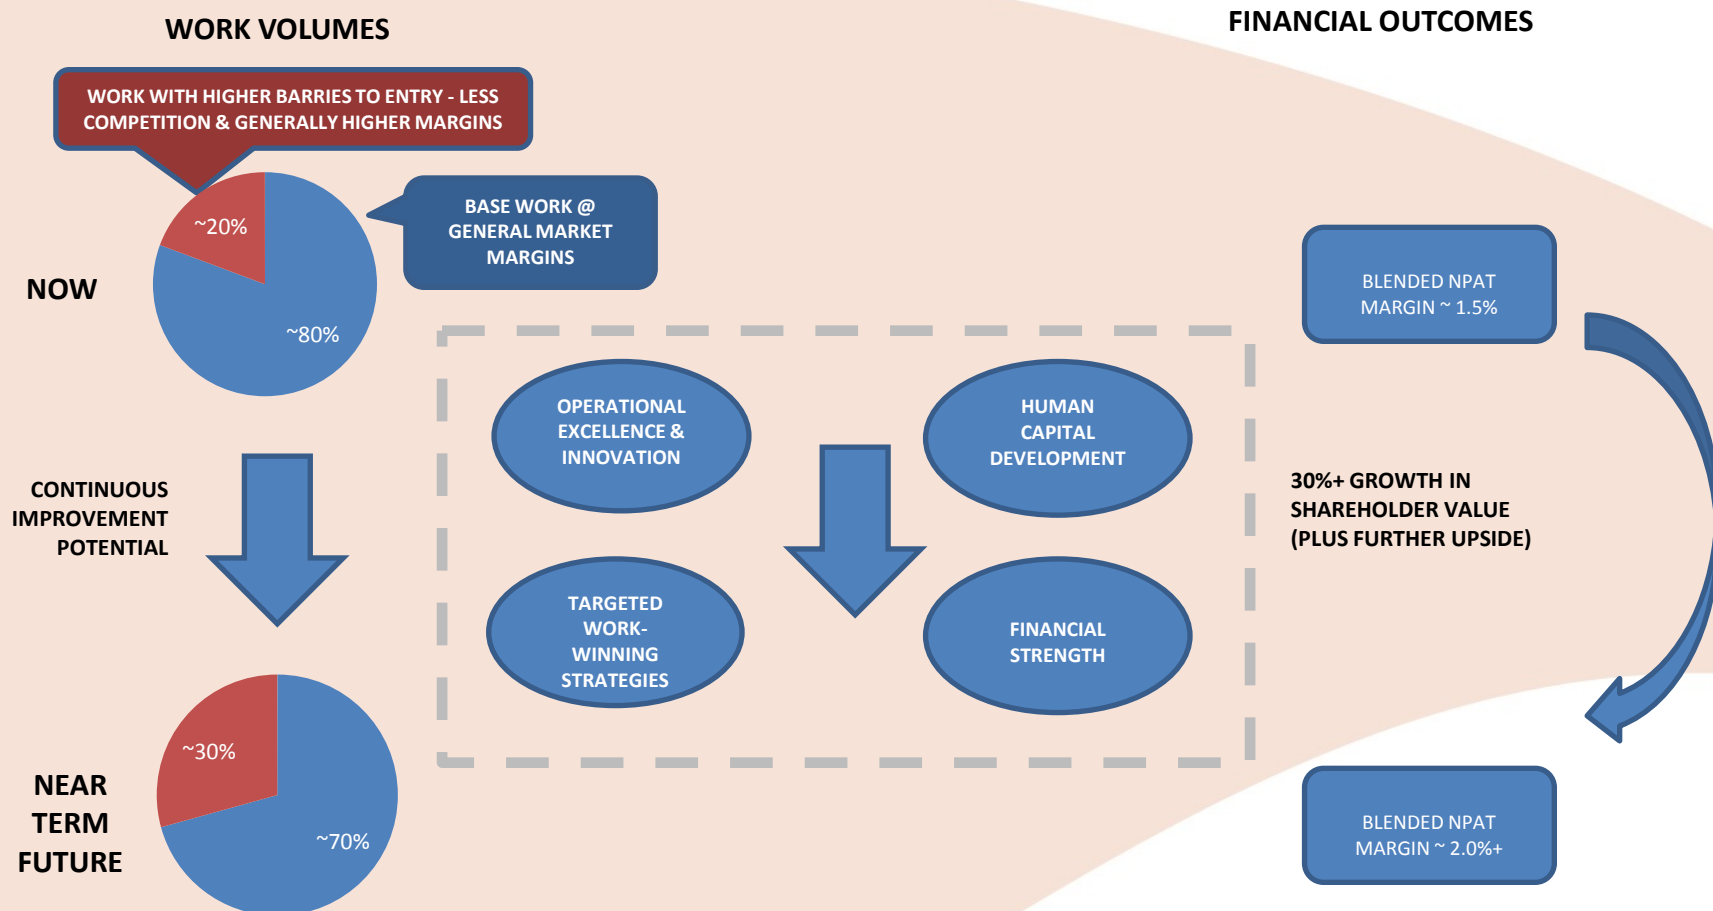 WORK VOLUMES
FINANCIAL OUTCOMES
WORK WITH HIGHER BARRIES TO ENTRY - LESS
COMPETITION & GENERALLY HIGHER MARGINS
BASE WORK @
GENERAL MARKET
MARGINS
~20%
~80%
NOW
BLENDED NPAT
MARGIN ~ 1.5%
OPERATIONAL
EXCELLENCE &
INNOVATION
HUMAN
CAPITAL
DEVELOPMENT
CONTINUOUS
IMPROVEMENT
POTENTIAL
30%+ GROWTH IN
SHAREHOLDER VALUE
(PLUS FURTHER UPSIDE)
TARGETED
WORK-
WINNING
STRATEGIES
FINANCIAL
STRENGTH
~30%
~70%
NEAR
TERM
FUTURE
BLENDED NPAT
MARGIN ~ 2.0%+